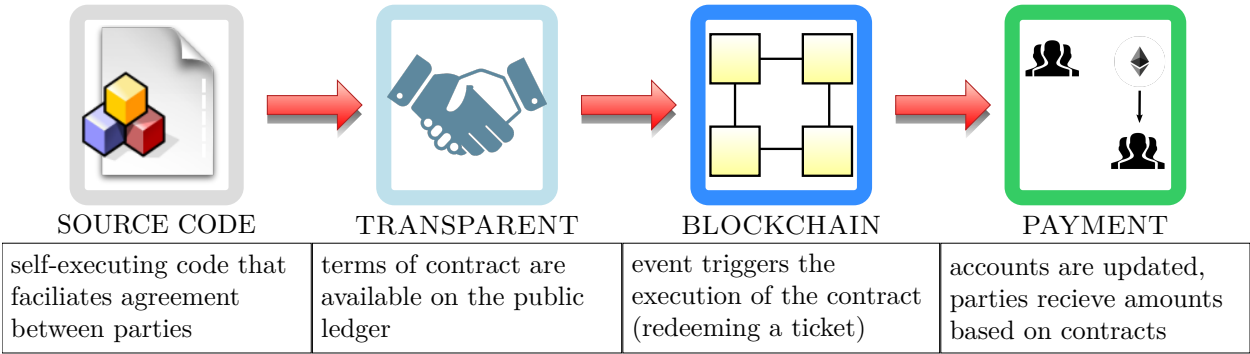 SOURCE CODE
TRANSPARENT
BLOCKCHAIN
PAYMENT
self-executing code that
faciliates agreement
between parties
terms of contract are
available on the public
ledger
event triggers the
execution of the contract
(redeeming a ticket)
accounts are updated,
parties recieve amounts
based on contracts